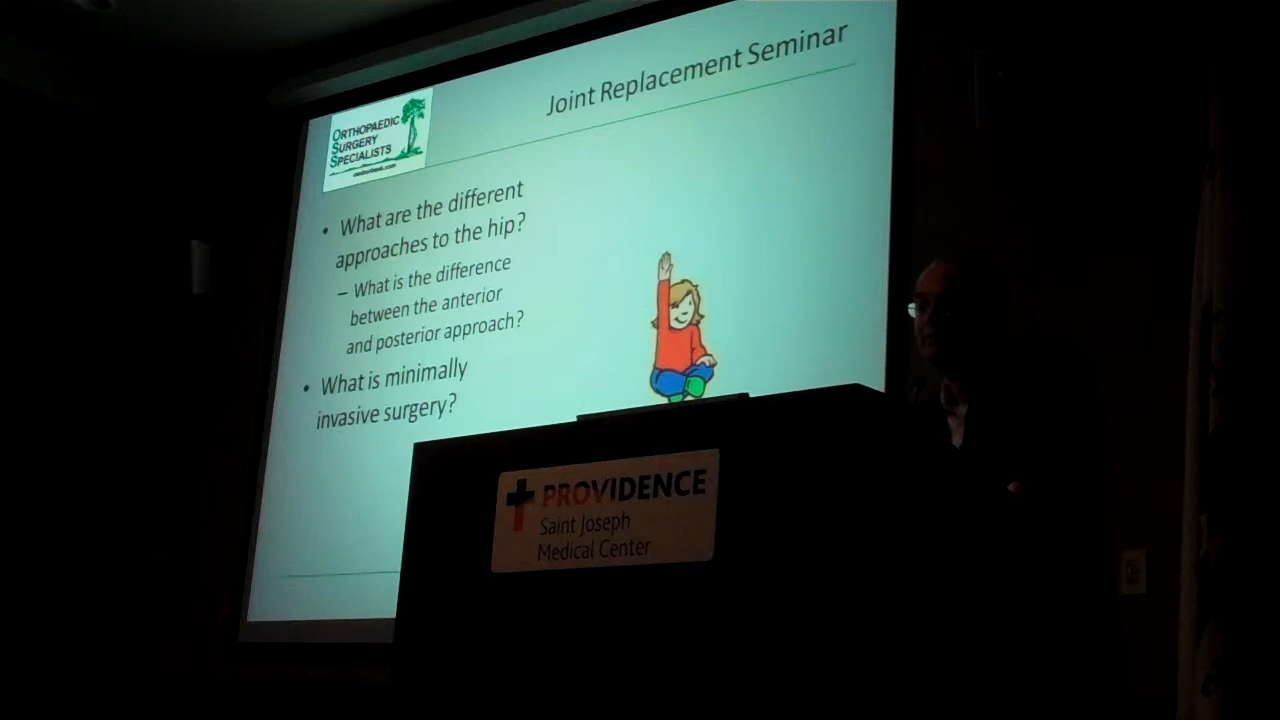 Joint Replacement Seminar
ORTHOPAEDIC
SURGERY
SPECIALISTS
• What are the different
approaches to the hip?
– What is the difference
between the anterior
and posterior approach?
• What is minimally
invasive surgery?
PROVIDENCE
Saint Joseph
Medical Center